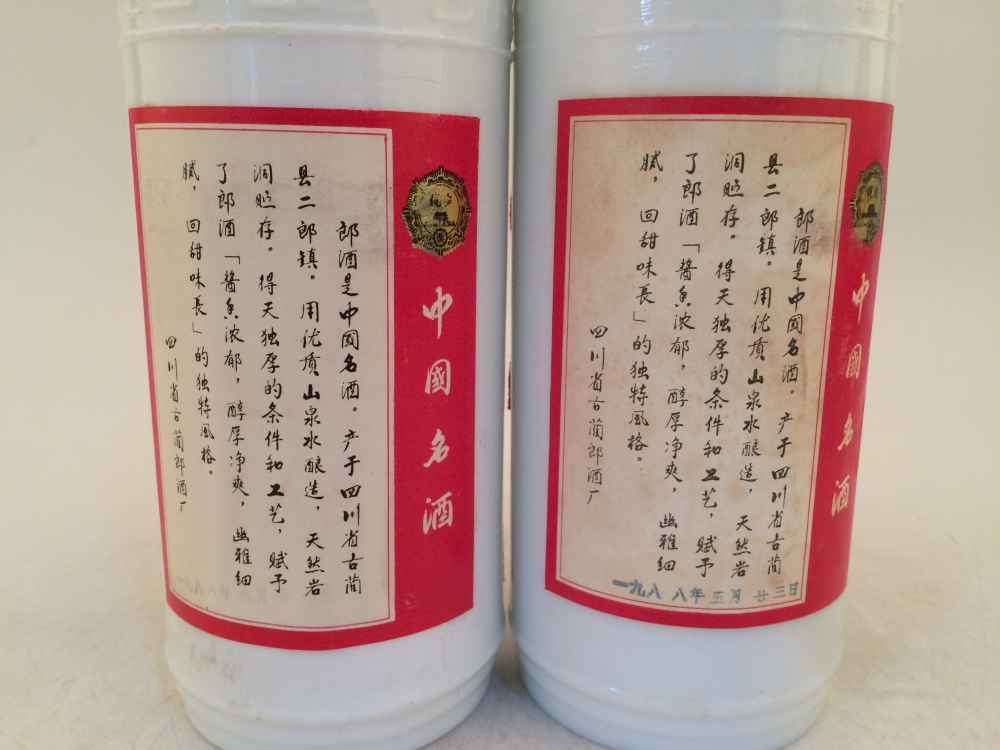 中國名酒
郎酒是中國名酒。产于四川省古蔺
县二郎镇。用优质山泉水酿造，天然岩
洞贮存。得天独厚的条件和工艺，赋予
了郎酒「醬香浓郁，醇厚净爽，幽雅细
腻，回甜味長」的独特風格。
四川省古蔺郎酒厂
中國名酒
郎酒是中國名酒。产于四川省古蔺
县二郎镇。用优质山泉水酿造，天然岩
洞贮存。得天独厚的条件和工艺，赋予
了郎酒「醬香浓郁，醇厚净爽，幽雅细
腻，回甜味長」的独特風格。
四川省古蔺郎酒厂
一九八八年五月廿三日